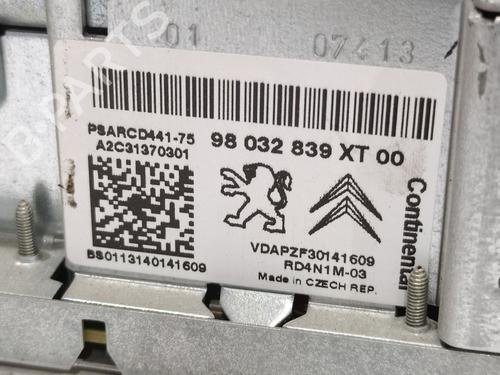 01 07413
PSARCD441-75
A2C31370301
98 032 839 XT 00
Continental
VDAPZF30141609
RD4N1M-03
Made in CZECH REP.
BS0113140141609
B-PARTS